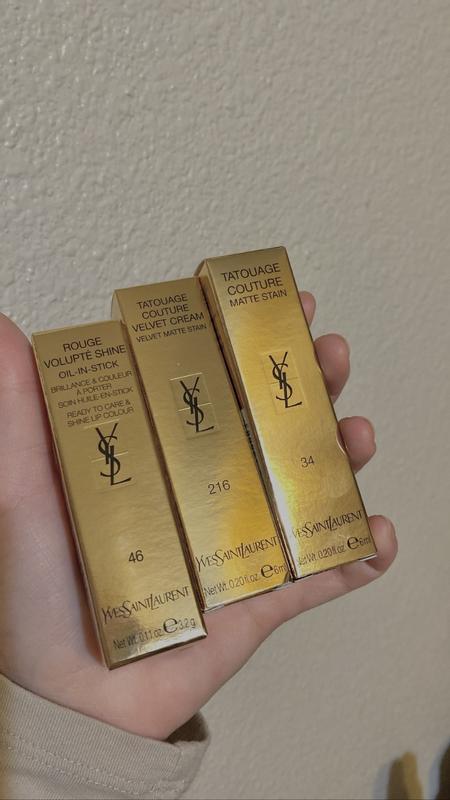 ROUGE
VOLUPTÉ SHINE
OIL-IN-STICK
BRILLANCE & COULEUR
À PORTER
SOIN HUILE-EN-STICK
READY TO CARE &
SHINE LIP COLOUR
YSL
46
YVESSAINTLAURENT
Net Wt. 0.11 oz ℮ 3.2 g
TATOUAGE
COUTURE
VELVET CREAM
VELVET MATTE STAIN
YSL
216
YVESSAINTLAURENT
Net Wt. 0.20 fl.oz ℮ 6ml
TATOUAGE
COUTURE
MATTE STAIN
YSL
34
YVESSAINTLAURENT
Net Wt. 0.20 fl.oz ℮ 6ml